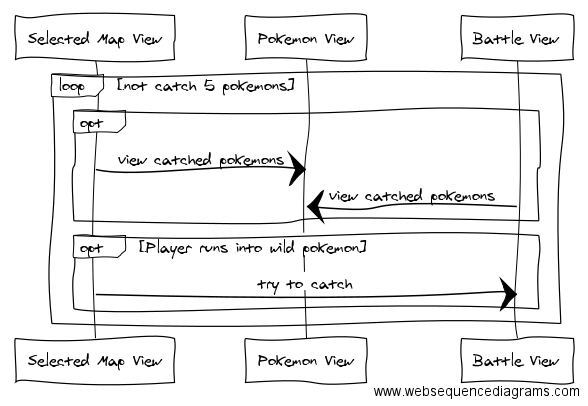 Selected Map View
Pokemon View
Battle View
loop
[not catch 5 pokemons]
opt
view catched pokemons
view catched pokemons
opt
[Player runs into wild pokemon]
try to catch
Selected Map View
Pokemon View
Battle View
www.websequencediagrams.com